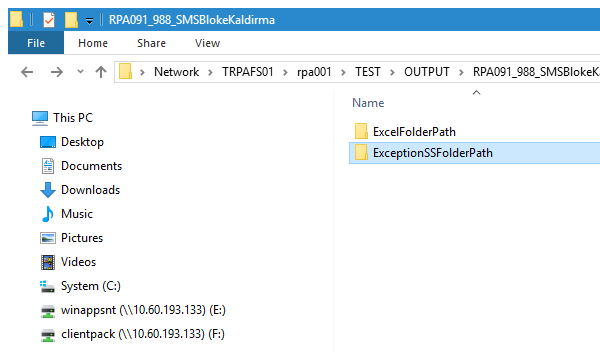 RPA091_988_SMSBlokeKaldirma
File Home Share View
Network TRPAFS01 rpa001 TEST OUTPUT RPA091_988_SMSBlokeKa
Name
This PC
Desktop
Documents
Downloads
Music
Pictures
Videos
System (C:)
winappsnt (\\10.60.193.133) (E:)
clientpack (\\10.60.193.133) (F:)
ExcelFolderPath
ExceptionSSFolderPath